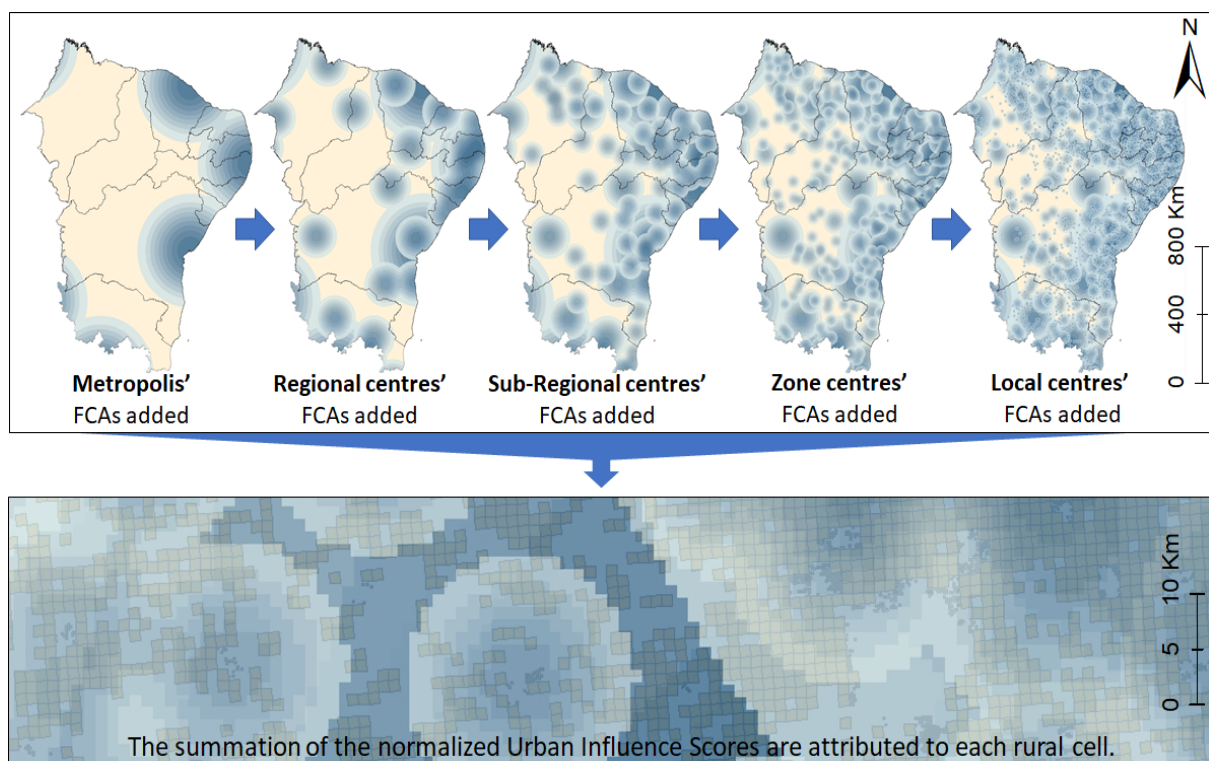 N
800 Km
400
0
Metropolis' Regional centres' Sub-Regional centres' Zone centres' Local centres'
FCAs added FCAs added FCAs added FCAs added FCAs added
10 Km
5
0
The summation of the normalized Urban Influence Scores are attributed to each rural cell.